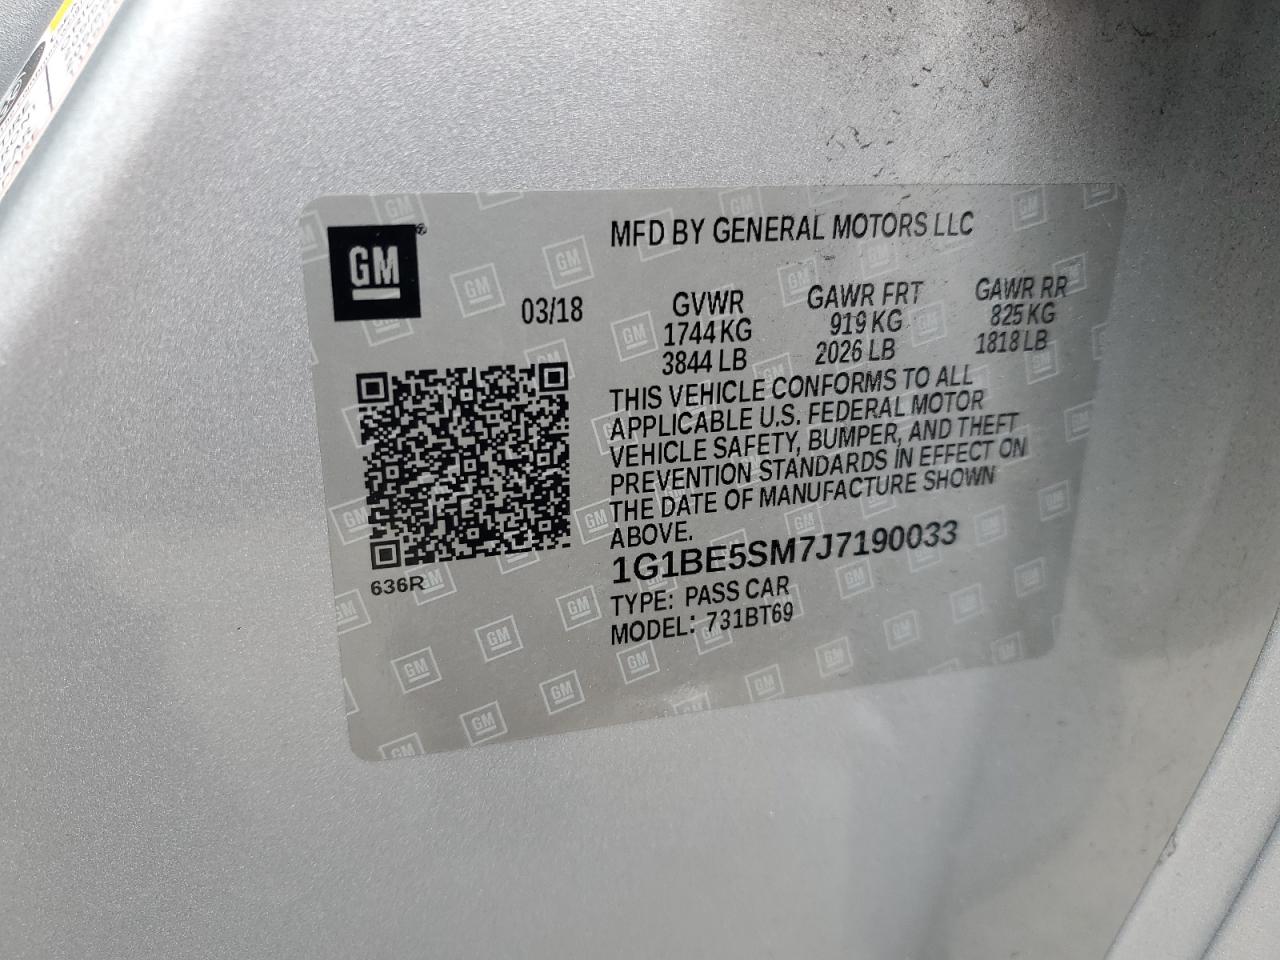 GM®
MFD BY GENERAL MOTORS LLC
03/18
GVWR GAWR FRT GAWR RR
1744 KG 919 KG 825 KG
3844 LB 2026 LB 1818 LB
THIS VEHICLE CONFORMS TO ALL
APPLICABLE U.S. FEDERAL MOTOR
VEHICLE SAFETY, BUMPER, AND THEFT
PREVENTION STANDARDS IN EFFECT ON
THE DATE OF MANUFACTURE SHOWN
ABOVE.
1G1BE5SM7J7190033
TYPE: PASS CAR
MODEL: 731BT69
636R